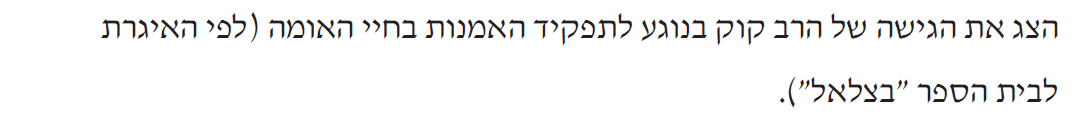 הצג את הגישה של הרב קוק בנוגע לתפקיד האמנות בחיי האומה (לפי האיגרת
לבית הספר "בצלאל").